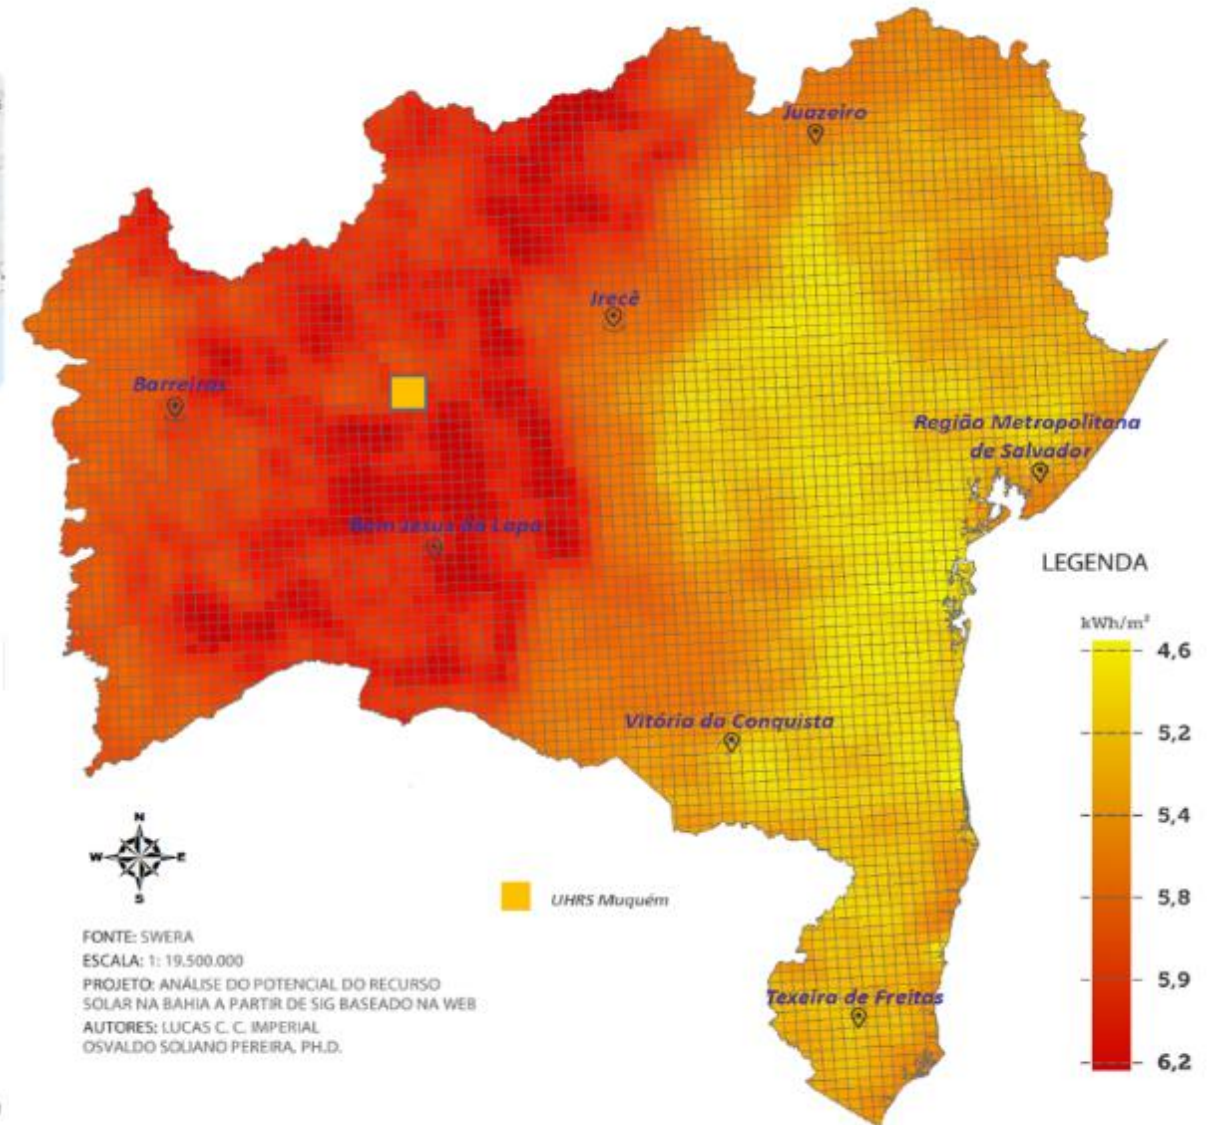 Juazeiro
Irecê
Barreiras
Região Metropolitana
de Salvador
Bom Jesus da Lapa
LEGENDA
kWh/m²
4,6
5,2
5,4
5,8
5,9
6,2
Vitória da Conquista
Texeira de Freitas
N
W E
S
UHRS Muquém
FONTE: SWERA
ESCALA: 1: 19.500.000
PROJETO: ANÁLISE DO POTENCIAL DO RECURSO
SOLAR NA BAHIA A PARTIR DE SIG BASEADO NA WEB
AUTORES: LUCAS C. C. IMPERIAL
OSVALDO SOLIANO PEREIRA, PH.D.